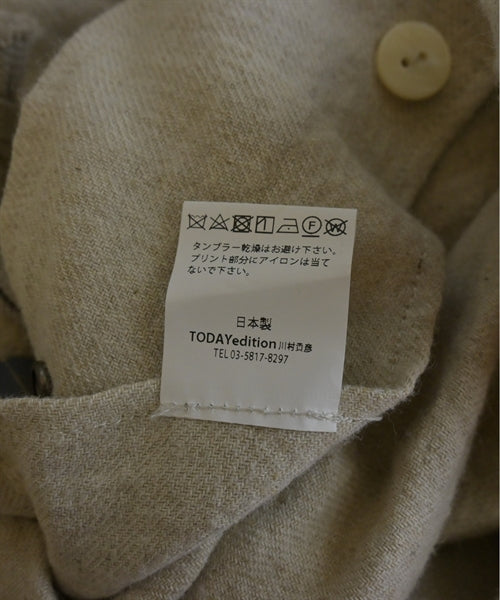 タンブラー乾燥はお避け下さい。
プリント部分にアイロンは当て
ないで下さい。
日本製
TODAYedition 川村貢彦
TEL 03-5817-8297